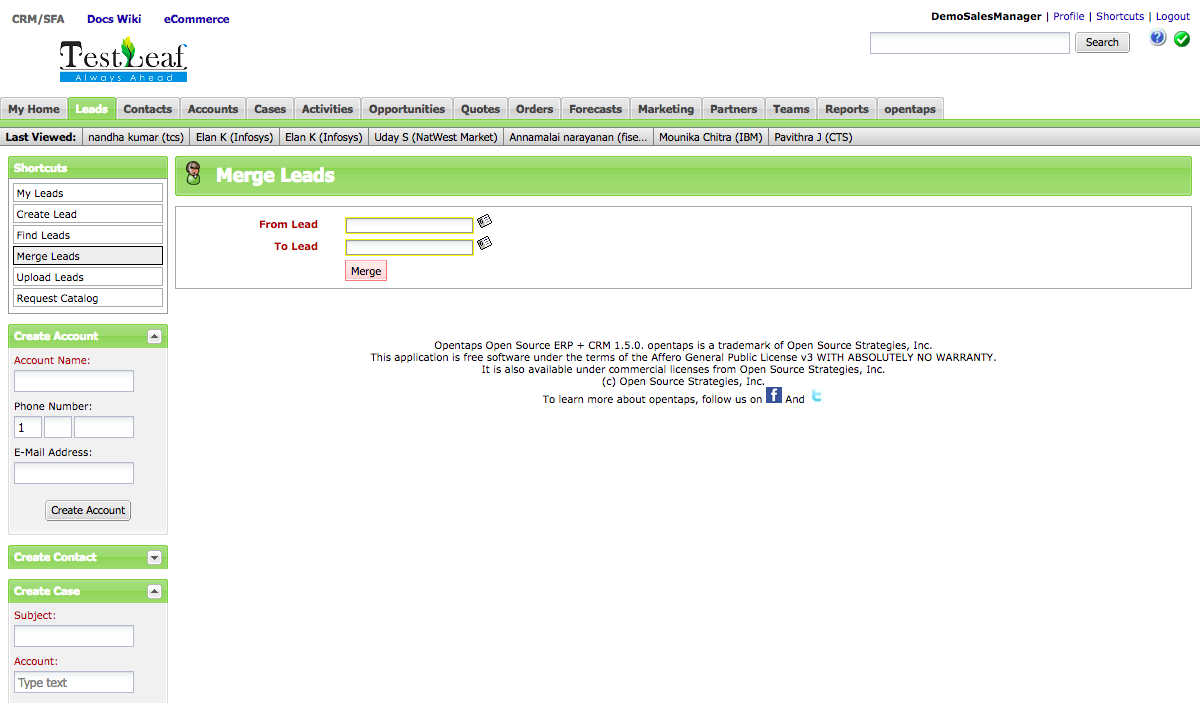 CRM/SFA Docs Wiki eCommerce
DemoSalesManager | Profile | Shortcuts | Logout
TestLeaf
Always Ahead
Search
My Home Leads Contacts Accounts Cases Activities Opportunities Quotes Orders Forecasts Marketing Partners Teams Reports opentaps
Last Viewed: nandha kumar (tcs) Elan K (Infosys) Elan K (Infosys) Uday S (NatWest Market) Annamalai narayanan (fise... Mounika Chitra (IBM) Pavithra J (CTS)
Shortcuts
My Leads
Create Lead
Find Leads
Merge Leads
Upload Leads
Request Catalog
Merge Leads
From Lead
To Lead
Merge
Create Account
Account Name:
Phone Number:
1
E-Mail Address:
Create Account
Create Contact
Create Case
Subject:
Account:
Type text
Opentaps Open Source ERP + CRM 1.5.0. opentaps is a trademark of Open Source Strategies, Inc.
This application is free software under the terms of the Affero General Public License v3 WITH ABSOLUTELY NO WARRANTY.
It is also available under commercial licenses from Open Source Strategies, Inc.
(c) Open Source Strategies, Inc.
To learn more about opentaps, follow us on f And t